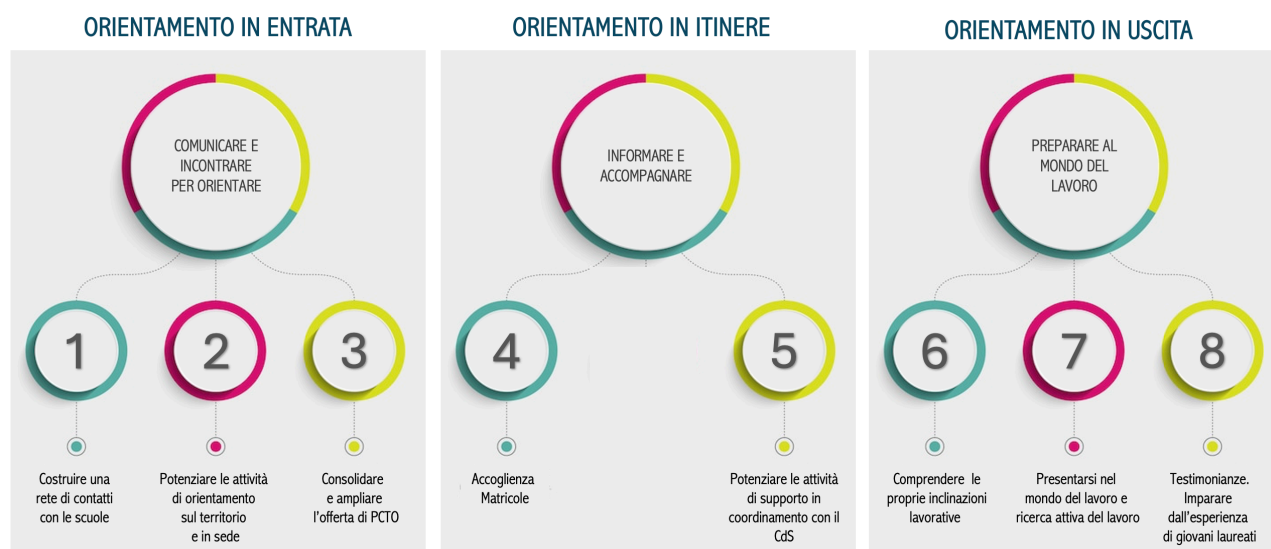 ORIENTAMENTO IN ENTRATA
COMUNICARE E
INCONTRARE
PER ORIENTARE
1
2
3
Costruire una
rete di contatti
con le scuole
Potenziare le attività
di orientamento
sul territorio
e in sede
Consolidare
e ampliare
l'offerta di PCTO
ORIENTAMENTO IN ITINERE
INFORMARE E
ACCOMPAGNARE
4
5
Accoglienza
Matricole
Potenziare le attività
di supporto in
coordinamento con il
CdS
ORIENTAMENTO IN USCITA
PREPARARE AL
MONDO DEL
LAVORO
6
7
8
Comprendere le
proprie inclinazioni
lavorative
Presentarsi nel
mondo del lavoro e
ricerca attiva del lavoro
Testimonianze.
Imparare
dall'esperienza
di giovani laureati